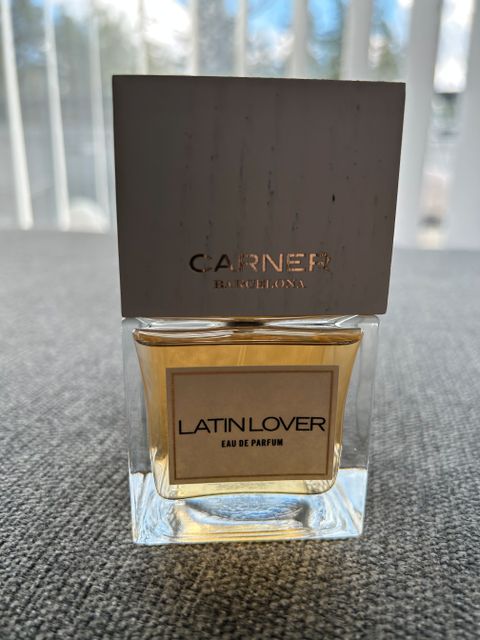 CARNER
BARCELONA
LATIN LOVER
EAU DE PARFUM